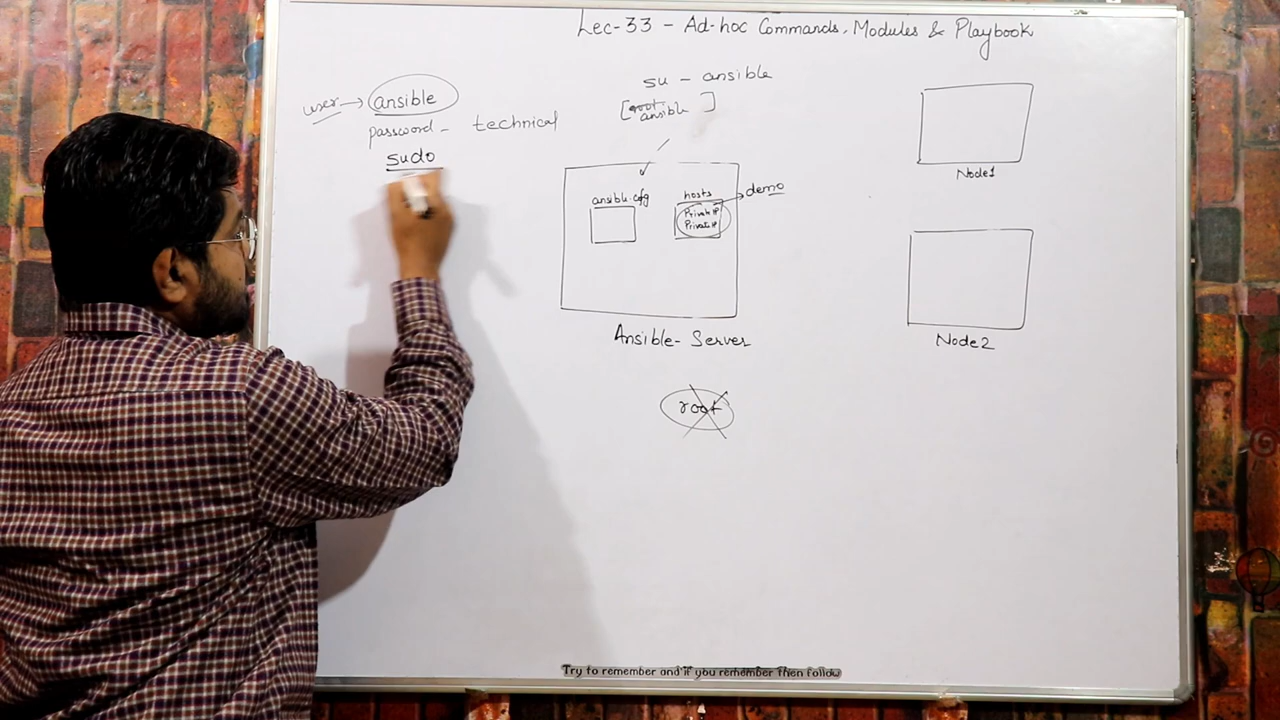 Lec-33 - Ad-hoc Commands, Modules & Playbook
su - ansible
[root ansible ]
user → ansible
password - technical
sudo
ansible.cfg
hosts
Private IP
Private IP
demo
Ansible-Server
root
Node1
Node2
Try to remember and if you remember then follow